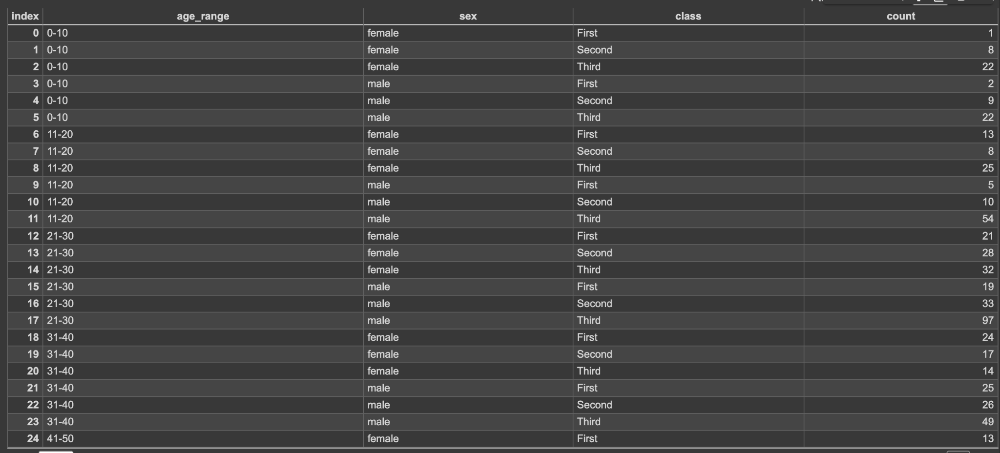 index age_range sex class count
0 0-10 female First 1
1 0-10 female Second 8
2 0-10 female Third 22
3 0-10 male First 2
4 0-10 male Second 9
5 0-10 male Third 22
6 11-20 female First 13
7 11-20 female Second 8
8 11-20 female Third 25
9 11-20 male First 5
10 11-20 male Second 10
11 11-20 male Third 54
12 21-30 female First 21
13 21-30 female Second 28
14 21-30 female Third 32
15 21-30 male First 19
16 21-30 male Second 33
17 21-30 male Third 97
18 31-40 female First 24
19 31-40 female Second 17
20 31-40 female Third 14
21 31-40 male First 25
22 31-40 male Second 26
23 31-40 male Third 49
24 41-50 female First 13